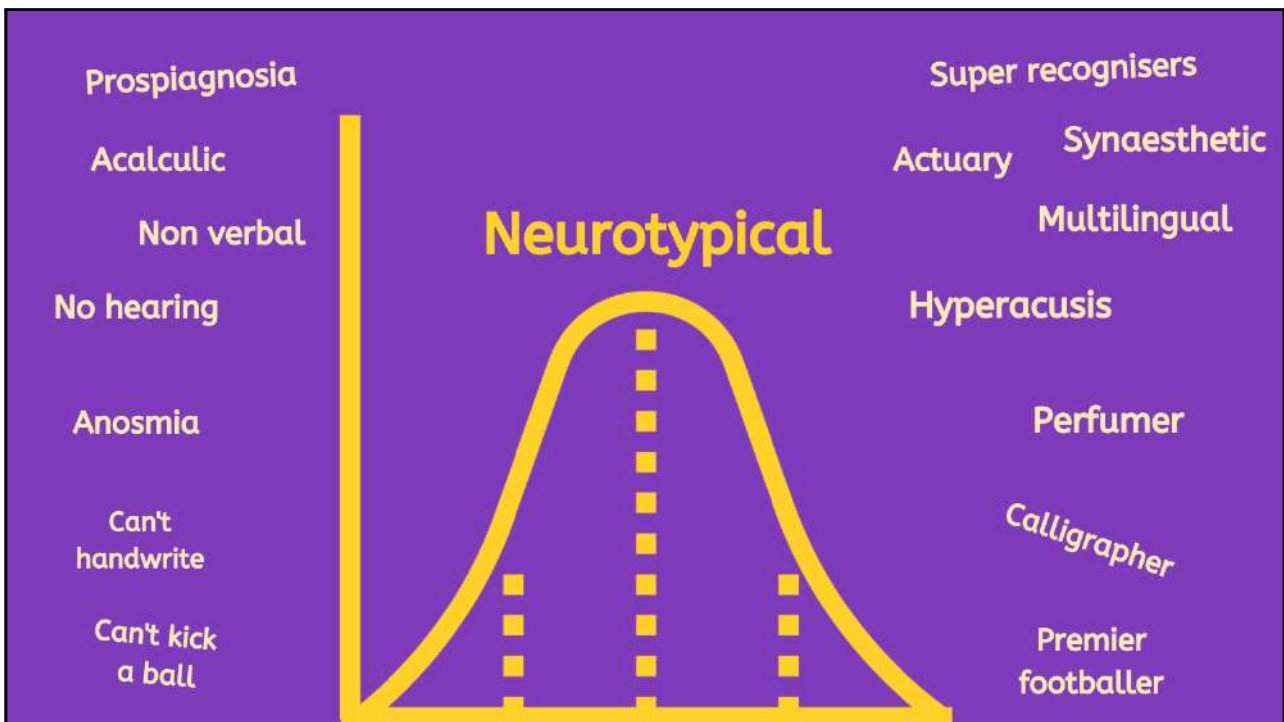 Prospiagnosia
Acalculic
Non verbal
No hearing
Anosmia
Can't
handwrite
Can't kick
a ball
Neurotypical
Super recognisers
Synaesthetic
Actuary
Multilingual
Hyperacusis
Perfumer
Calligrapher
Premier
footballer